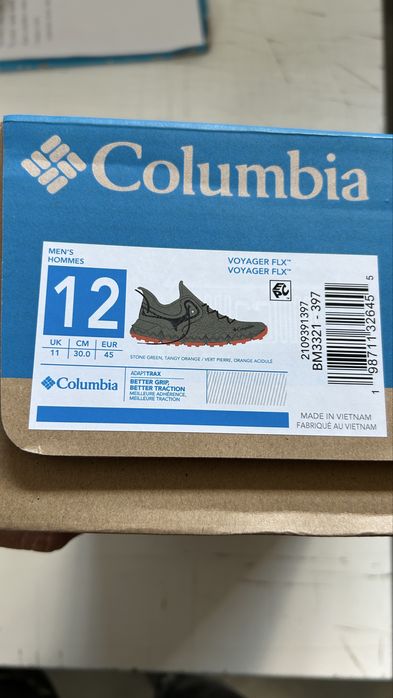 Columbia
MEN'S
HOMMES
12
UK CM EUR
11 30.0 45
VOYAGER FLX™
VOYAGER FLX™
STONE GREEN, TANGY ORANGE / VERT PIERRE, ORANGE ACIDULÉ
Columbia
ADAPTTRAX
BETTER GRIP,
BETTER TRACTION
MEILLEURE ADHÉRENCE,
MEILLEURE TRACTION
2109391397
BM3321 - 397
1 98711 32645 5
MADE IN VIETNAM
FABRIQUÉ AU VIETNAM